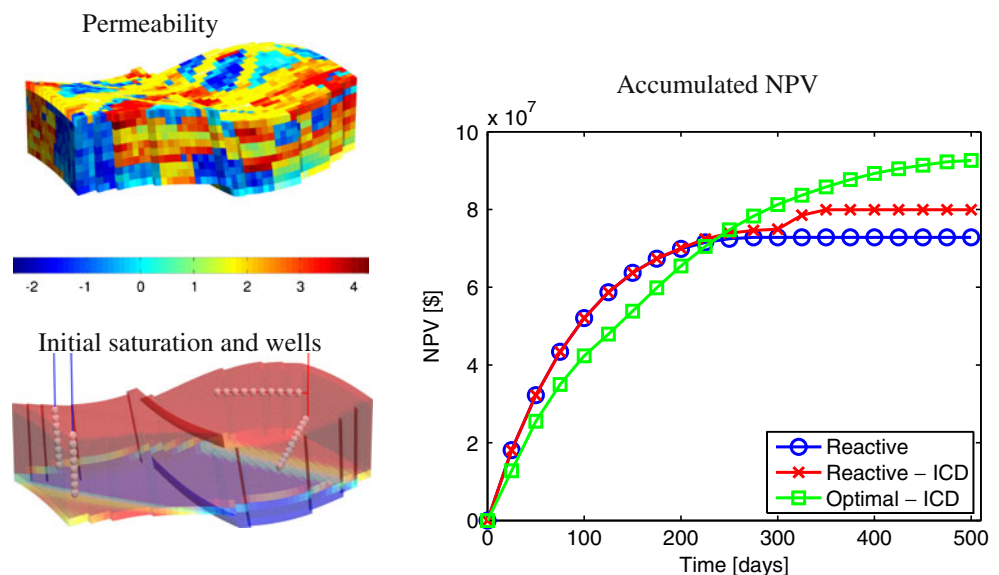 Permeability
-2 -1 0 1 2 3 4
Initial saturation and wells
Accumulated NPV
x 10^7
10
8
6
4
2
0
NPV [$]
0 100 200 300 400 500
Time [days]
Reactive
Reactive – ICD
Optimal – ICD